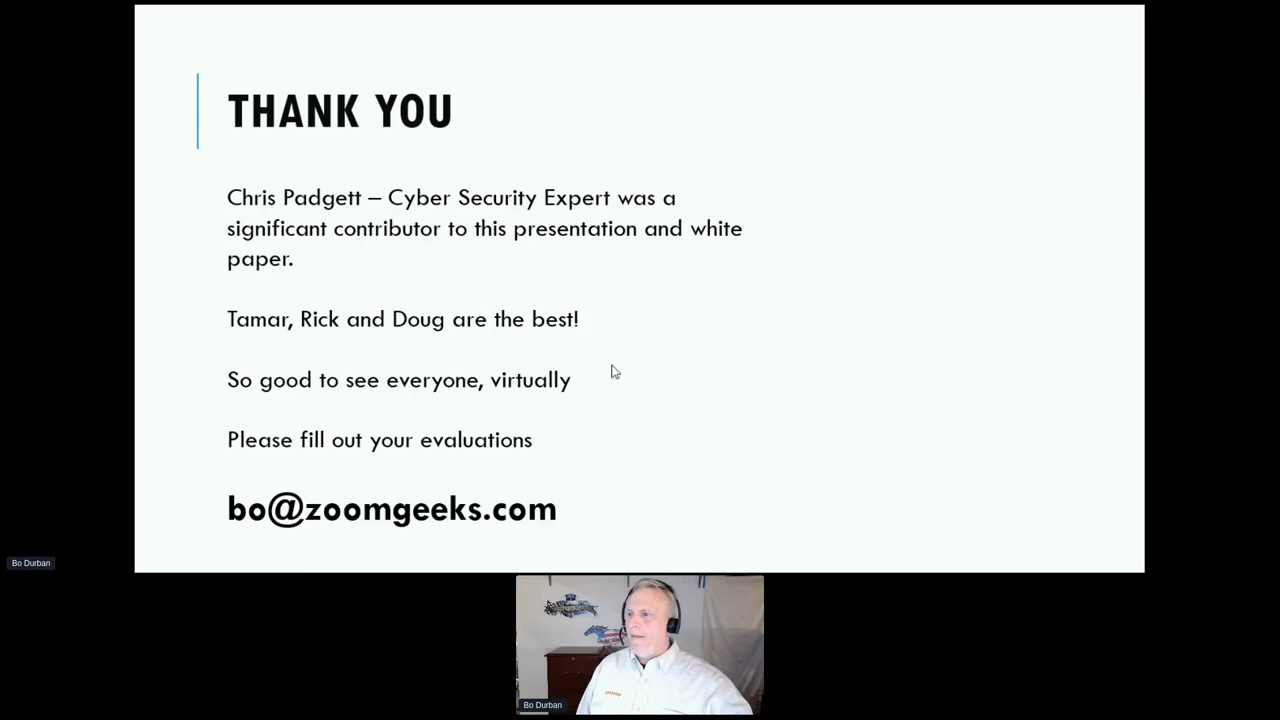 THANK YOU
Chris Padgett – Cyber Security Expert was a
significant contributor to this presentation and white
paper.
Tamar, Rick and Doug are the best!
So good to see everyone, virtually
Please fill out your evaluations
bo@zoomgeeks.com
Bo Durban
Bo Durban